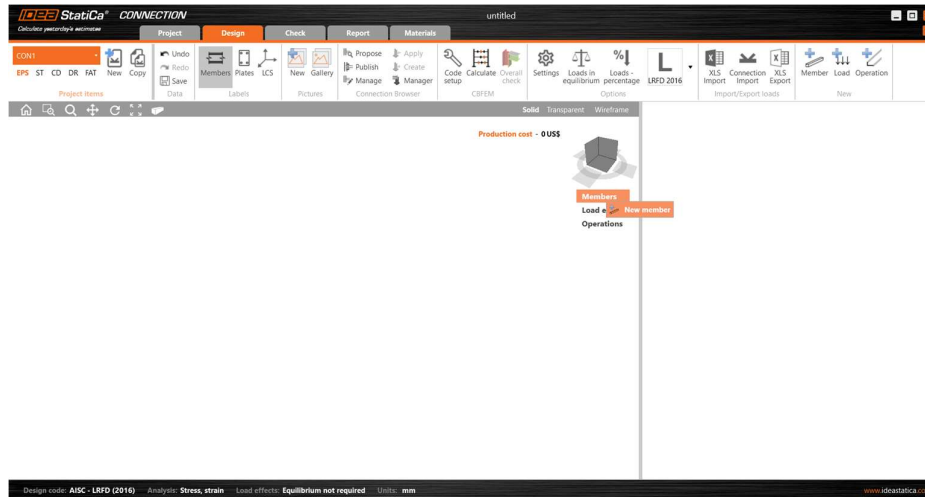 IDEA StatiCa® CONNECTION
untitled
Calculate yesterday's estimates
Project Design Check Report Materials
CON1
EPS ST CD DR FAT
New Copy
Project Items
Undo
Redo
Save
Data
Members Plates LCS
Labels
New Gallery
Pictures
Propose Apply
Publish Create
Manage Manager
Connection Browser
Code setup Calculate Overall check
CBFEM
Settings Loads in equilibrium Loads - percentage
Options
L
LRFD 2016
XLS Import Connection Import XLS Export
Import/Export loads
Member Load Operation
New
Solid Transparent Wireframe
Production cost - 0 US$
Members
Load e New member
Operations
Design code: AISC - LRFD (2016) Analysis: Stress, strain Load effects: Equilibrium not required Units: mm
www.ideastatica.co